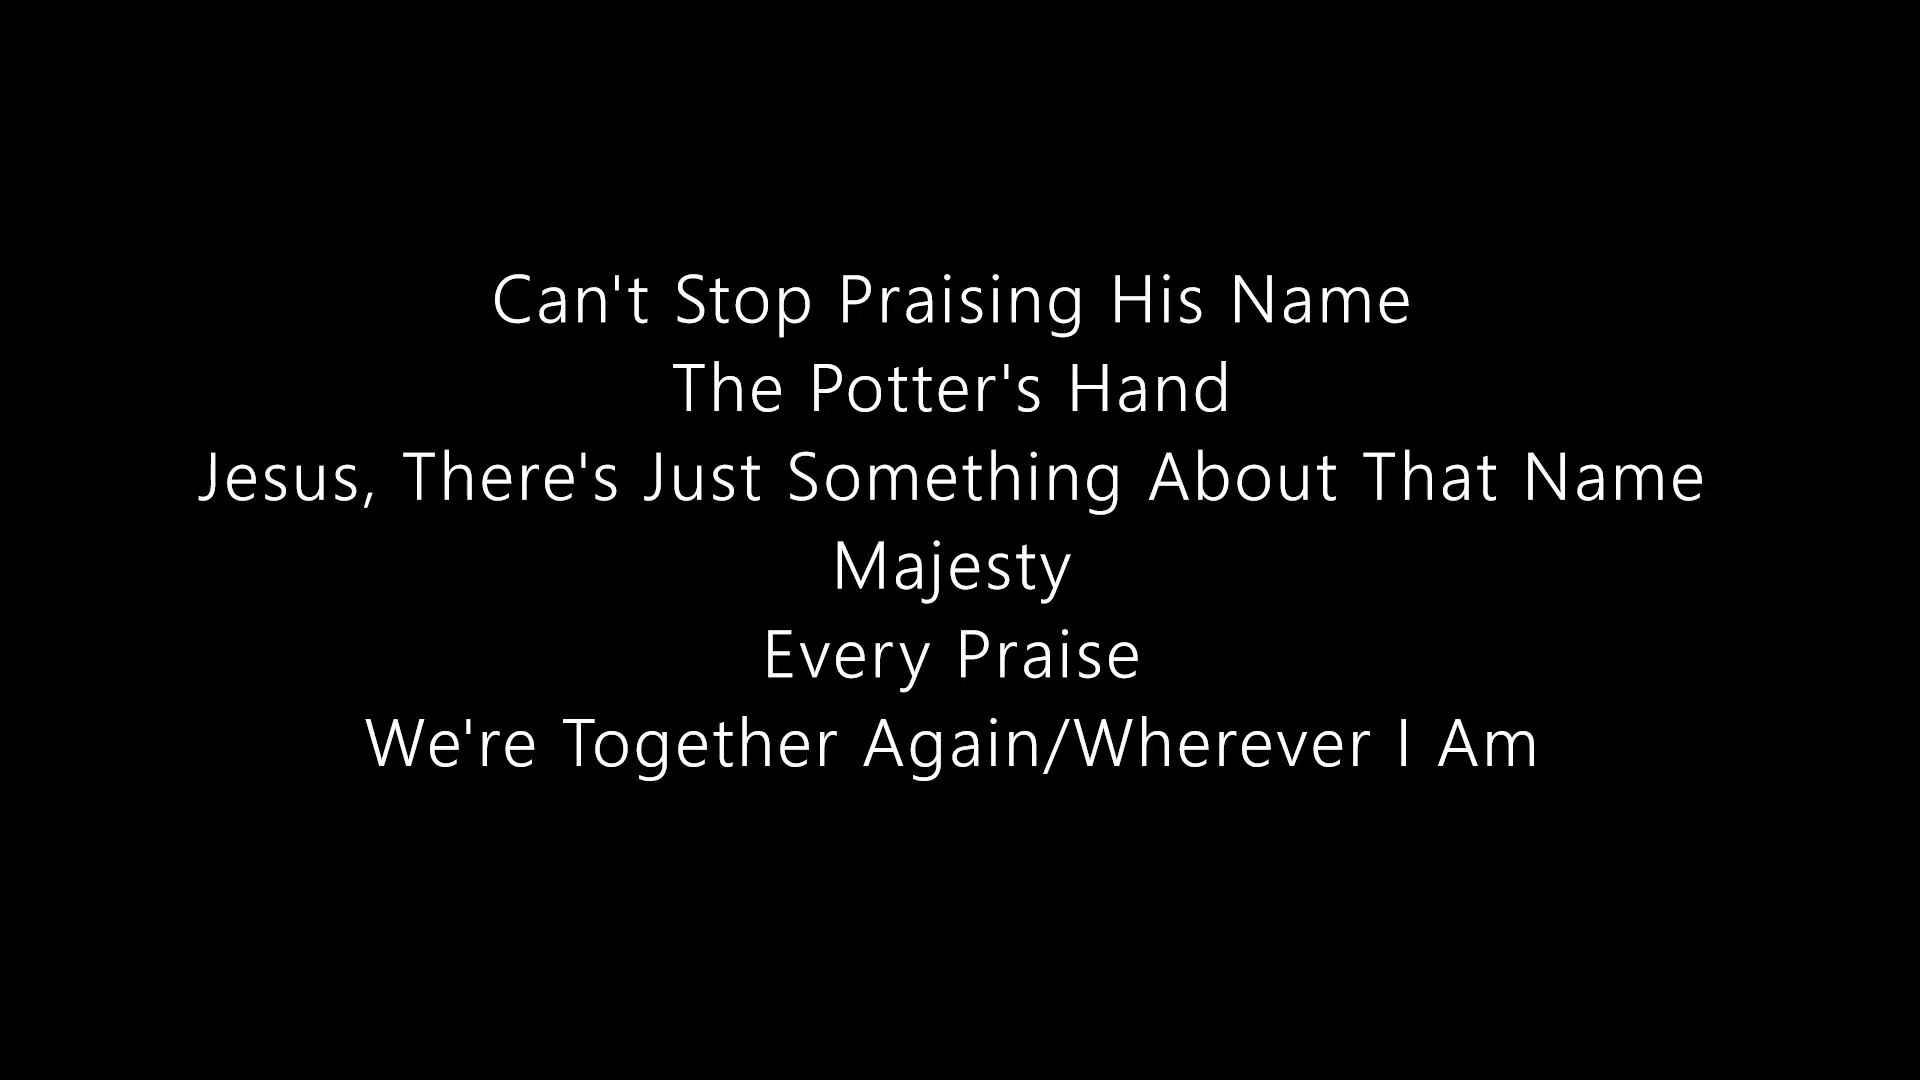 Can't Stop Praising His Name
The Potter's Hand
Jesus, There's Just Something About That Name
Majesty
Every Praise
We're Together Again/Wherever I Am